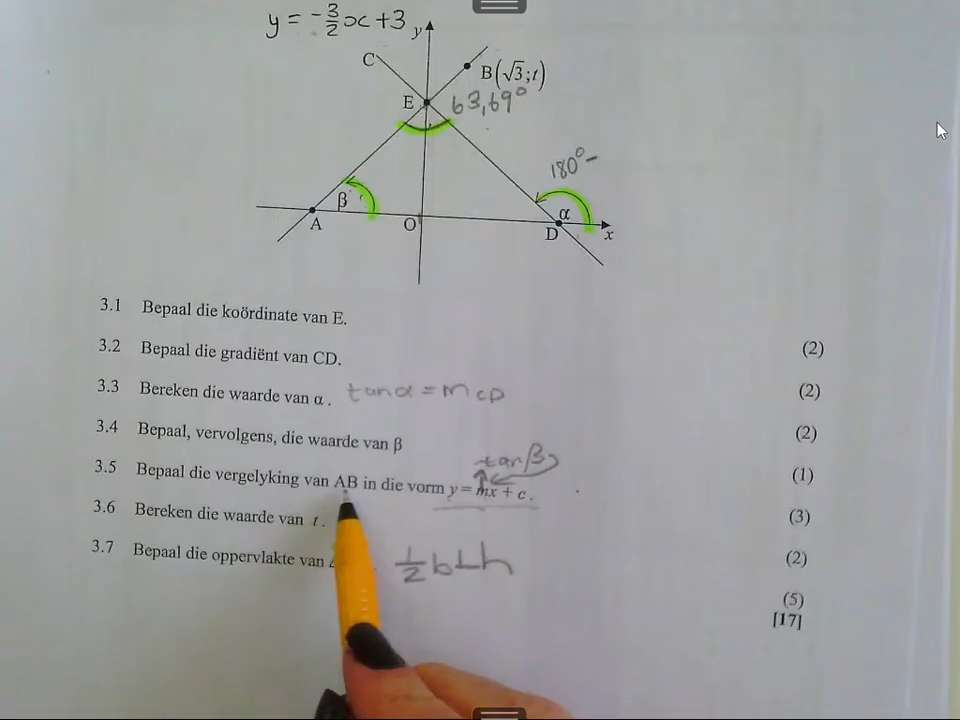 y = -3/2 x + 3
y
C
B(√3;t)
E
63,69°
180°-
β
α
A
O
D
x
3.1 Bepaal die koördinate van E.
(2)
3.2 Bepaal die gradiënt van CD.
(2)
3.3 Bereken die waarde van α. tanα = m CD
(2)
3.4 Bepaal, vervolgens, die waarde van β
(1)
tanβ
3.5 Bepaal die vergelyking van AB in die vorm y = mx + c.
(3)
3.6 Bereken die waarde van t.
(2)
3.7 Bepaal die oppervlakte van
1/2 b⊥h
(5)
[17]